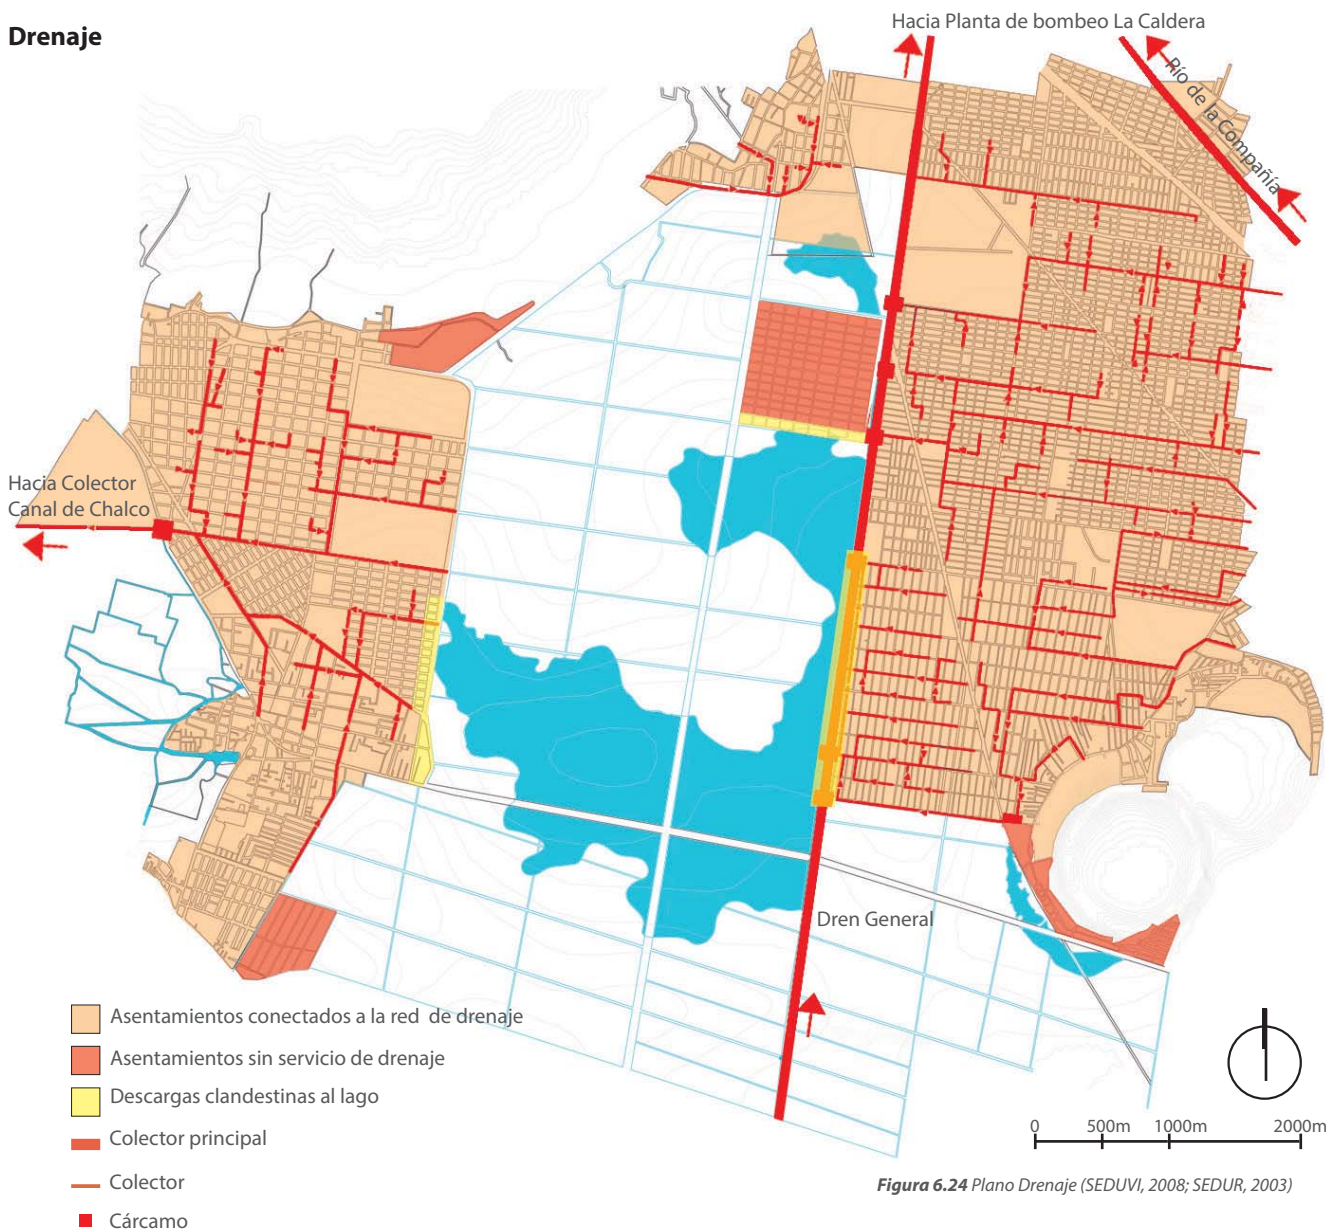 Drenaje
Hacia Planta de bombeo La Caldera
Río de la Compañía
Hacia Colector
Canal de Chalco
Dren General
Asentamientos conectados a la red de drenaje
Asentamientos sin servicio de drenaje
Descargas clandestinas al lago
Colector principal
Colector
Cárcamo
0 500m 1000m 2000m
Figura 6.24 Plano Drenaje (SEDUVI, 2008; SEDUR, 2003)